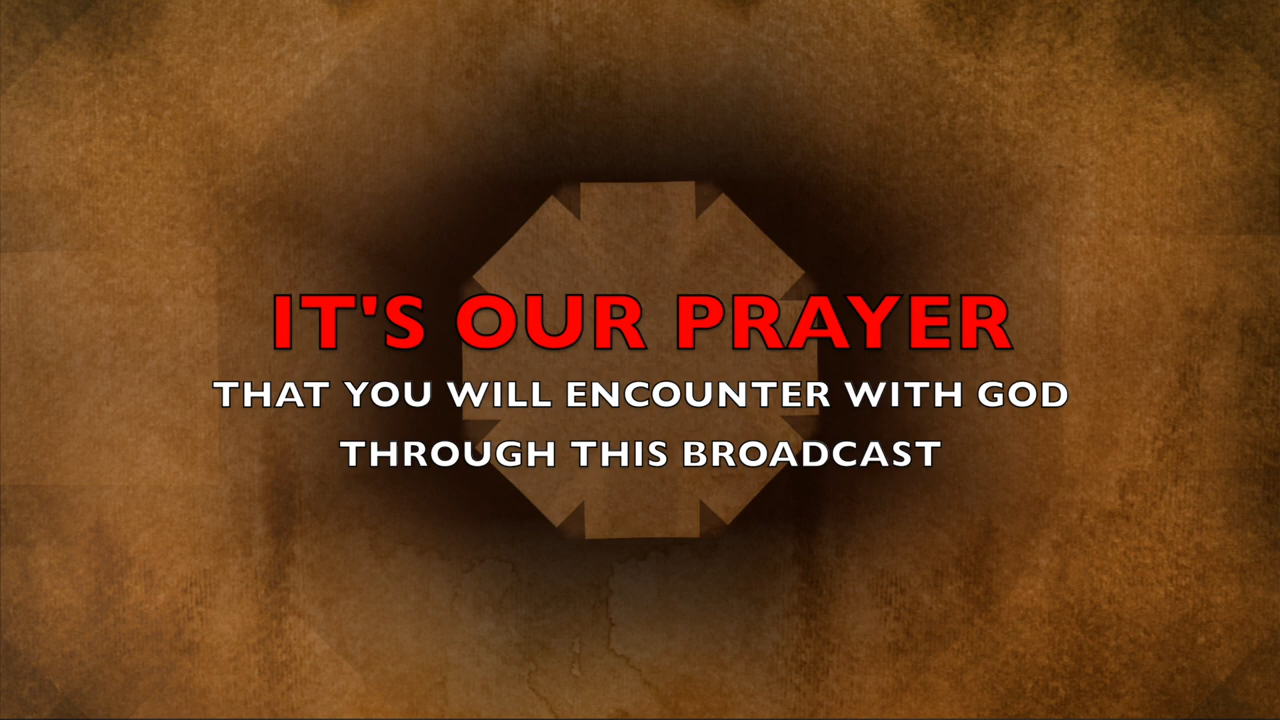 IT'S OUR PRAYER
THAT YOU WILL ENCOUNTER WITH GOD
THROUGH THIS BROADCAST